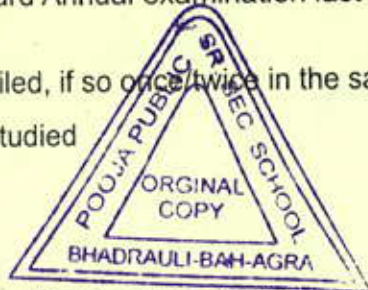 Annual examination last
iled, if so once/twice in the sa
tudied
POOJA PUBLIC SR. SEC SCHOOL
ORGINAL
COPY
BHADRAULI-BAH-AGRA